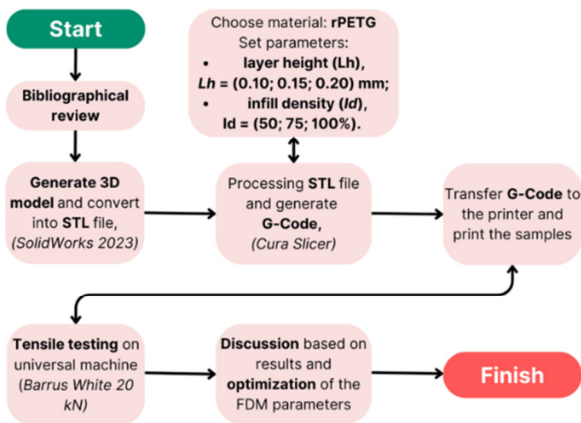 Start
Choose material: rPETG
Set parameters:
• layer height (Lh),
Lh = (0.10; 0.15; 0.20) mm;
• infill density (Id),
Id = (50; 75; 100%).
Bibliographical
review
Generate 3D
model and convert
into STL file,
(SolidWorks 2023)
Processing STL file
and generate
G-Code,
(Cura Slicer)
Transfer G-Code to
the printer and
print the samples
Tensile testing on
universal machine
(Barrus White 20
kN)
Discussion based on
results and
optimization of the
FDM parameters
Finish